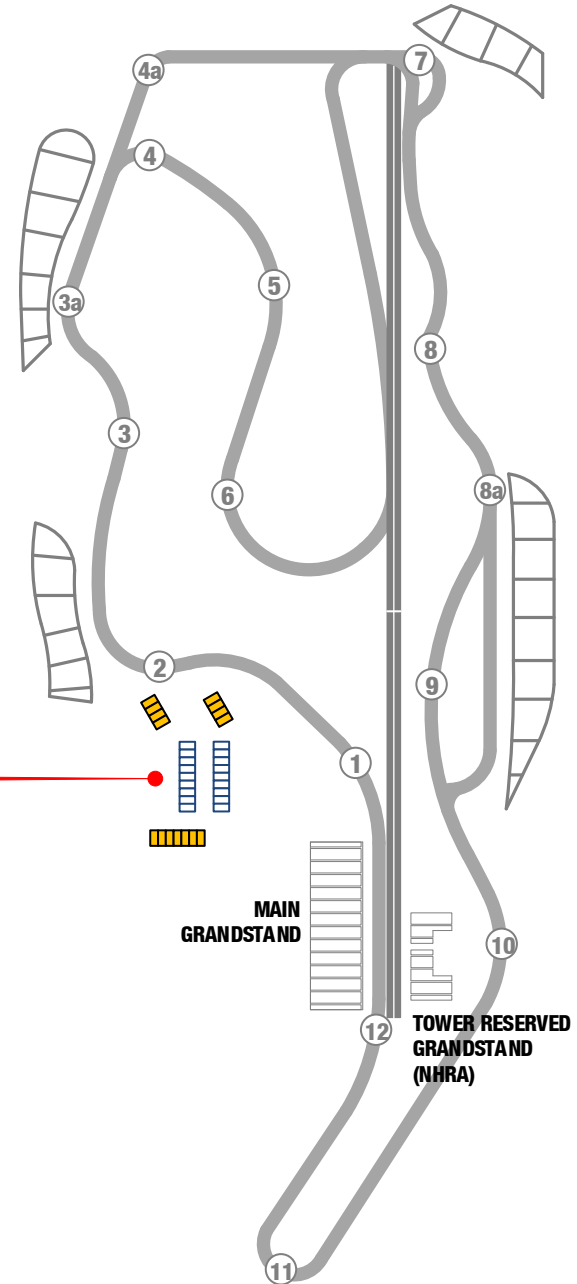 7
4a
4
5
3a
8
3
8a
6
2
9
1
MAIN
GRANDSTAND
10
12
TOWER RESERVED
GRANDSTAND
(NHRA)
11